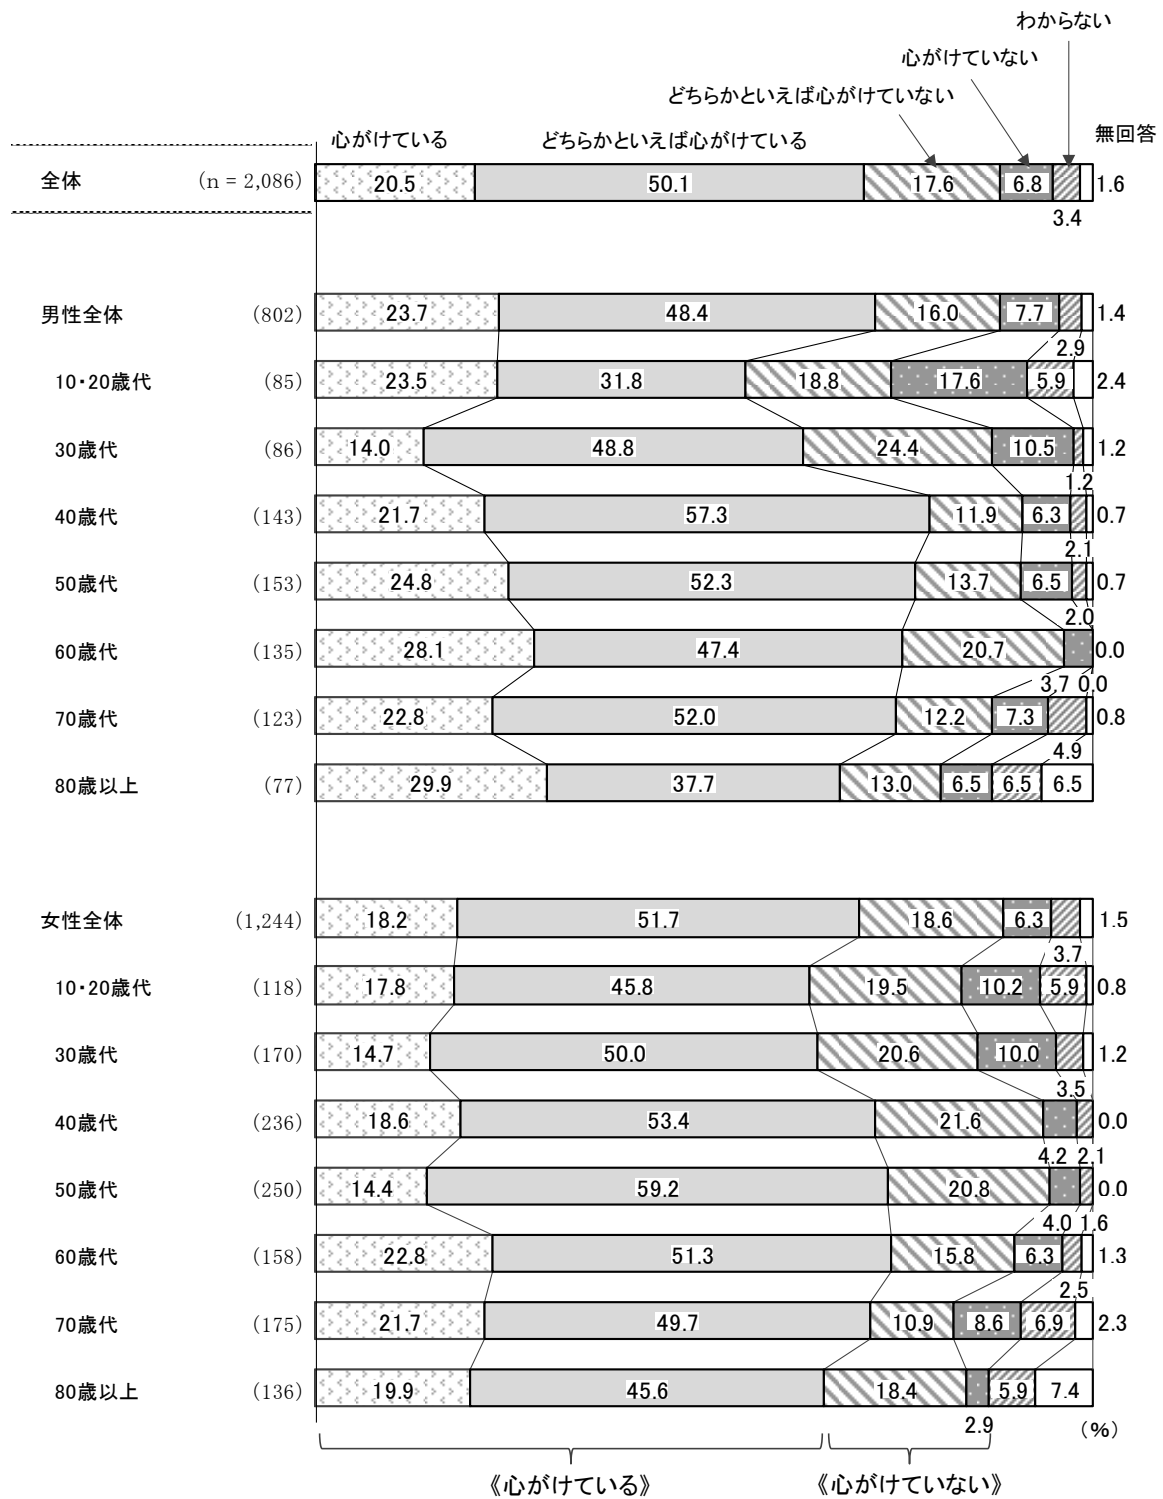 わからない
心がけていない
どちらかといえば心がけていない
心がけている どちらかといえば心がけている 無回答
全体 (n = 2,086) 20.5 50.1 17.6 6.8 1.6
3.4
男性全体 (802) 23.7 48.4 16.0 7.7 1.4
2.9
10・20歳代 (85) 23.5 31.8 18.8 17.6 5.9 2.4
30歳代 (86) 14.0 48.8 24.4 10.5 1.2
1.2
40歳代 (143) 21.7 57.3 11.9 6.3 0.7
2.1
50歳代 (153) 24.8 52.3 13.7 6.5 0.7
2.0
60歳代 (135) 28.1 47.4 20.7 0.0
3.7 0.0
70歳代 (123) 22.8 52.0 12.2 7.3 0.8
4.9
80歳以上 (77) 29.9 37.7 13.0 6.5 6.5 6.5
女性全体 (1,244) 18.2 51.7 18.6 6.3 1.5
3.7
10・20歳代 (118) 17.8 45.8 19.5 10.2 5.9 0.8
30歳代 (170) 14.7 50.0 20.6 10.0 1.2
3.5
40歳代 (236) 18.6 53.4 21.6 0.0
4.2 2.1
50歳代 (250) 14.4 59.2 20.8 0.0
4.0 1.6
60歳代 (158) 22.8 51.3 15.8 6.3 1.3
2.5
70歳代 (175) 21.7 49.7 10.9 8.6 6.9 2.3
80歳以上 (136) 19.9 45.6 18.4 5.9 7.4
2.9 (%)
《心がけている》 《心がけていない》